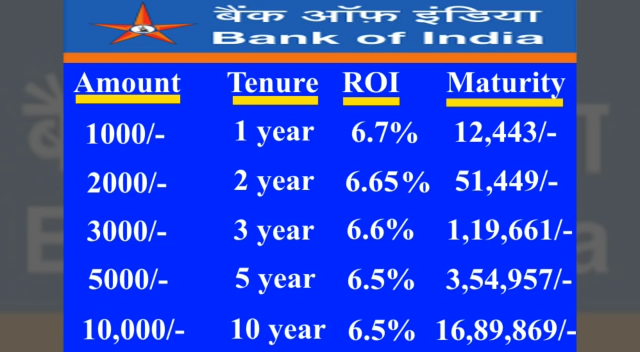 बैंक ऑफ़ इंडिया
Bank of India
Amount Tenure ROI Maturity
1000/- 1 year 6.7% 12,443/-
2000/- 2 year 6.65% 51,449/-
3000/- 3 year 6.6% 1,19,661/-
5000/- 5 year 6.5% 3,54,957/-
10,000/- 10 year 6.5% 16,89,869/-